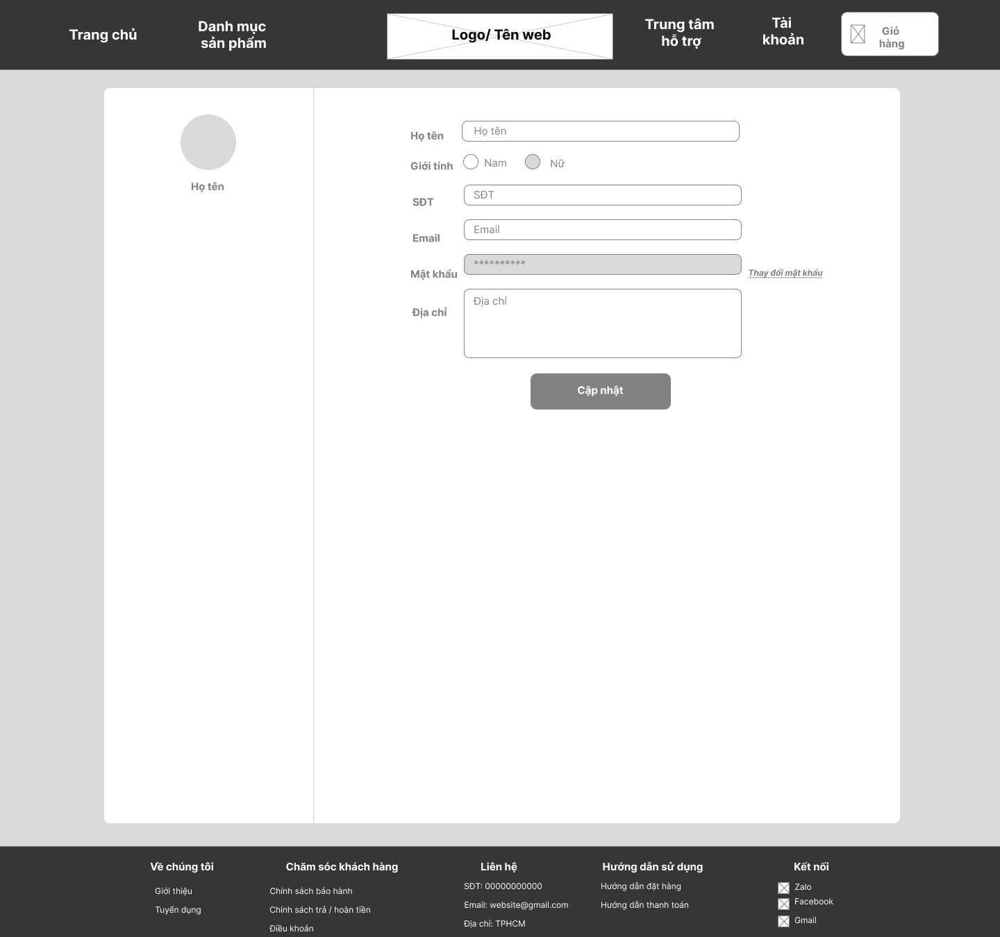 Trang chủ
Danh mục
sản phẩm
Logo/ Tên web
Trung tâm
hỗ trợ
Tài
khoản
Giỏ
hàng
Họ tên
Họ tên
Họ tên
Giới tính
Nam
Nữ
SĐT
SĐT
Email
Email
Mật khẩu
**********
Thay đổi mật khẩu
Địa chỉ
Địa chỉ
Cập nhật
Về chúng tôi
Giới thiệu
Tuyển dụng
Chăm sóc khách hàng
Chính sách bảo hành
Chính sách trả / hoàn tiền
Điều khoản
Liên hệ
SĐT: 00000000000
Email: website@gmail.com
Địa chỉ: TPHCM
Hướng dẫn sử dụng
Hướng dẫn đặt hàng
Hướng dẫn thanh toán
Kết nối
Zalo
Facebook
Gmail